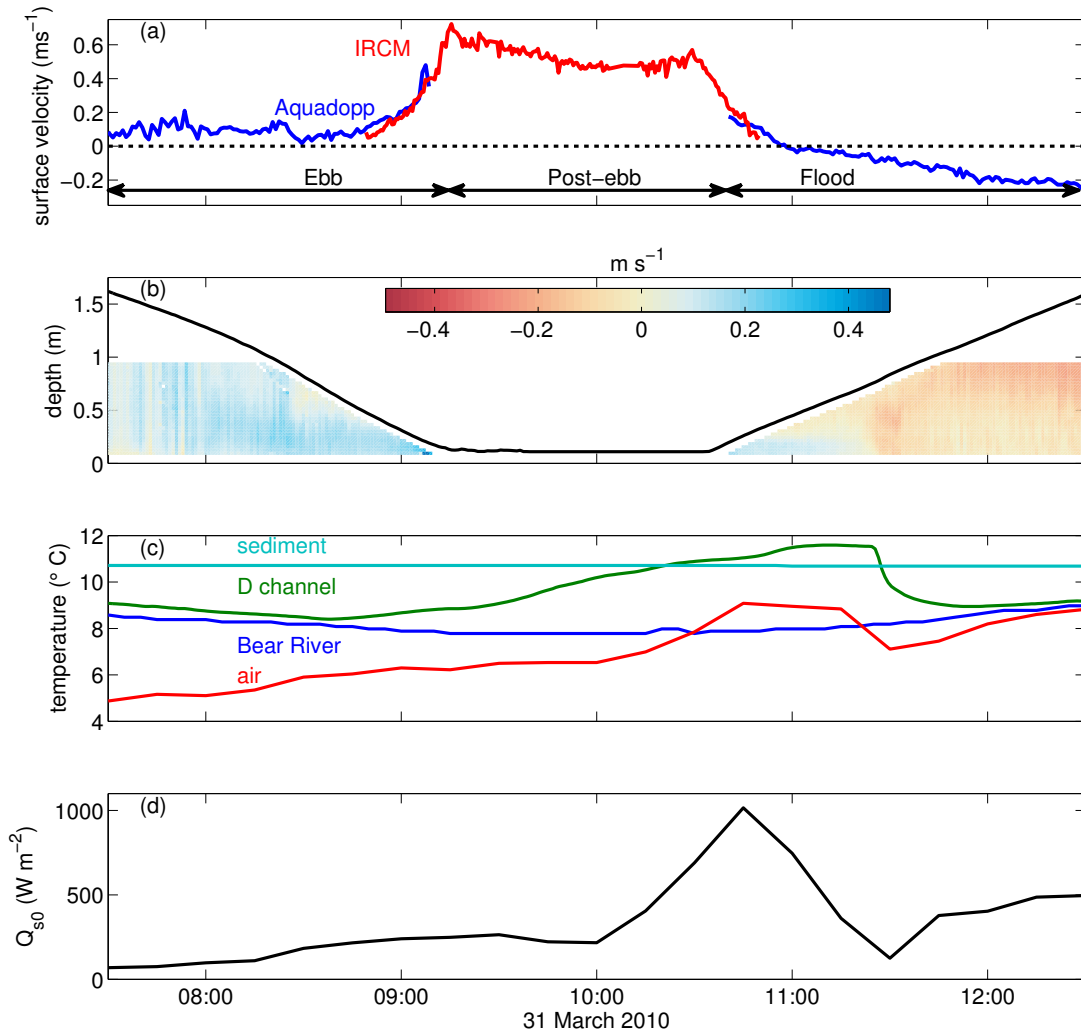 (a)
surface velocity (ms−1)
0.6
0.4
0.2
0
−0.2
IRCM
Aquadopp
Ebb
Post−ebb
Flood
(b)
m s−1
−0.4
−0.2
0
0.2
0.4
depth (m)
1.5
1
0.5
0
(c)
temperature (° C)
12
10
8
6
4
sediment
D channel
Bear River
air
(d)
Qs0 (W m−2)
1000
500
0
08:00
09:00
10:00
11:00
12:00
31 March 2010